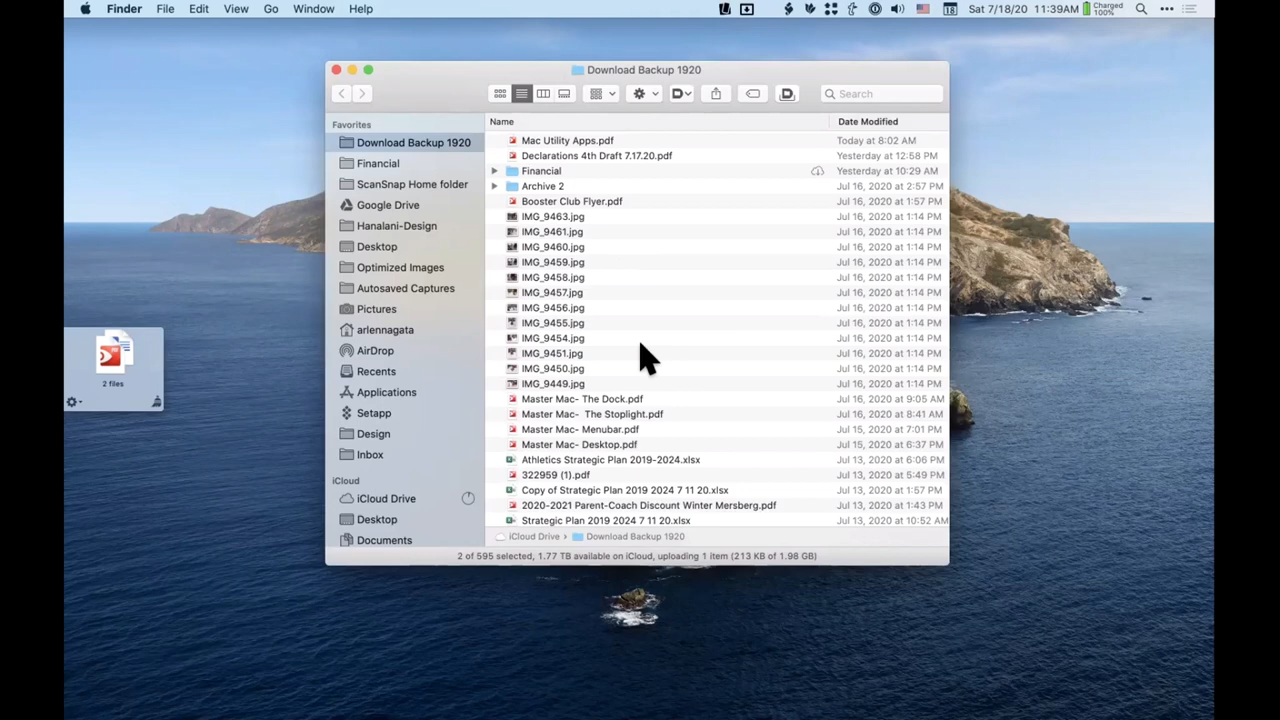 Finder File Edit View Go Window Help
18 Sat 7/18/20 11:39AM Charged 100%
Download Backup 1920
Search
Favorites
Download Backup 1920
Financial
ScanSnap Home folder
Google Drive
Hanalani-Design
Desktop
Optimized Images
Autosaved Captures
Pictures
arlennagata
AirDrop
Recents
Applications
Setapp
Design
Inbox
iCloud
iCloud Drive
Desktop
Documents
Name Date Modified
Mac Utility Apps.pdf Today at 8:02 AM
Declarations 4th Draft 7.17.20.pdf Yesterday at 12:58 PM
Financial Yesterday at 10:29 AM
Archive 2 Jul 16, 2020 at 2:57 PM
Booster Club Flyer.pdf Jul 16, 2020 at 1:57 PM
IMG_9463.jpg Jul 16, 2020 at 1:14 PM
IMG_9461.jpg Jul 16, 2020 at 1:14 PM
IMG_9460.jpg Jul 16, 2020 at 1:14 PM
IMG_9459.jpg Jul 16, 2020 at 1:14 PM
IMG_9458.jpg Jul 16, 2020 at 1:14 PM
IMG_9457.jpg Jul 16, 2020 at 1:14 PM
IMG_9456.jpg Jul 16, 2020 at 1:14 PM
IMG_9455.jpg Jul 16, 2020 at 1:14 PM
IMG_9454.jpg Jul 16, 2020 at 1:14 PM
IMG_9451.jpg Jul 16, 2020 at 1:14 PM
IMG_9450.jpg Jul 16, 2020 at 1:14 PM
IMG_9449.jpg Jul 16, 2020 at 1:14 PM
Master Mac- The Dock.pdf Jul 16, 2020 at 9:05 AM
Master Mac- The Stoplight.pdf Jul 16, 2020 at 8:41 AM
Master Mac- Menubar.pdf Jul 15, 2020 at 7:01 PM
Master Mac- Desktop.pdf Jul 15, 2020 at 6:37 PM
Athletics Strategic Plan 2019-2024.xlsx Jul 13, 2020 at 6:06 PM
322959 (1).pdf Jul 13, 2020 at 5:49 PM
Copy of Strategic Plan 2019 2024 7 11 20.xlsx Jul 13, 2020 at 1:57 PM
2020-2021 Parent-Coach Discount Winter Mersberg.pdf Jul 13, 2020 at 1:43 PM
Strategic Plan 2019 2024 7 11 20.xlsx Jul 13, 2020 at 10:52 AM
iCloud Drive › Download Backup 1920
2 of 595 selected, 1.77 TB available on iCloud, uploading 1 item (213 KB of 1.98 GB)
2 files